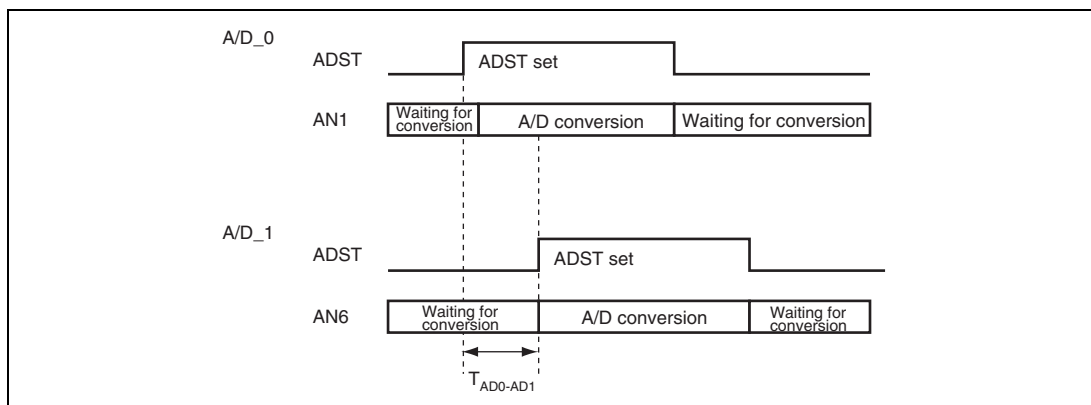 A/D_0
ADST
ADST set
AN1
Waiting for
conversion
A/D conversion
Waiting for conversion
A/D_1
ADST
ADST set
AN6
Waiting for
conversion
A/D conversion
Waiting for
conversion
TAD0-AD1